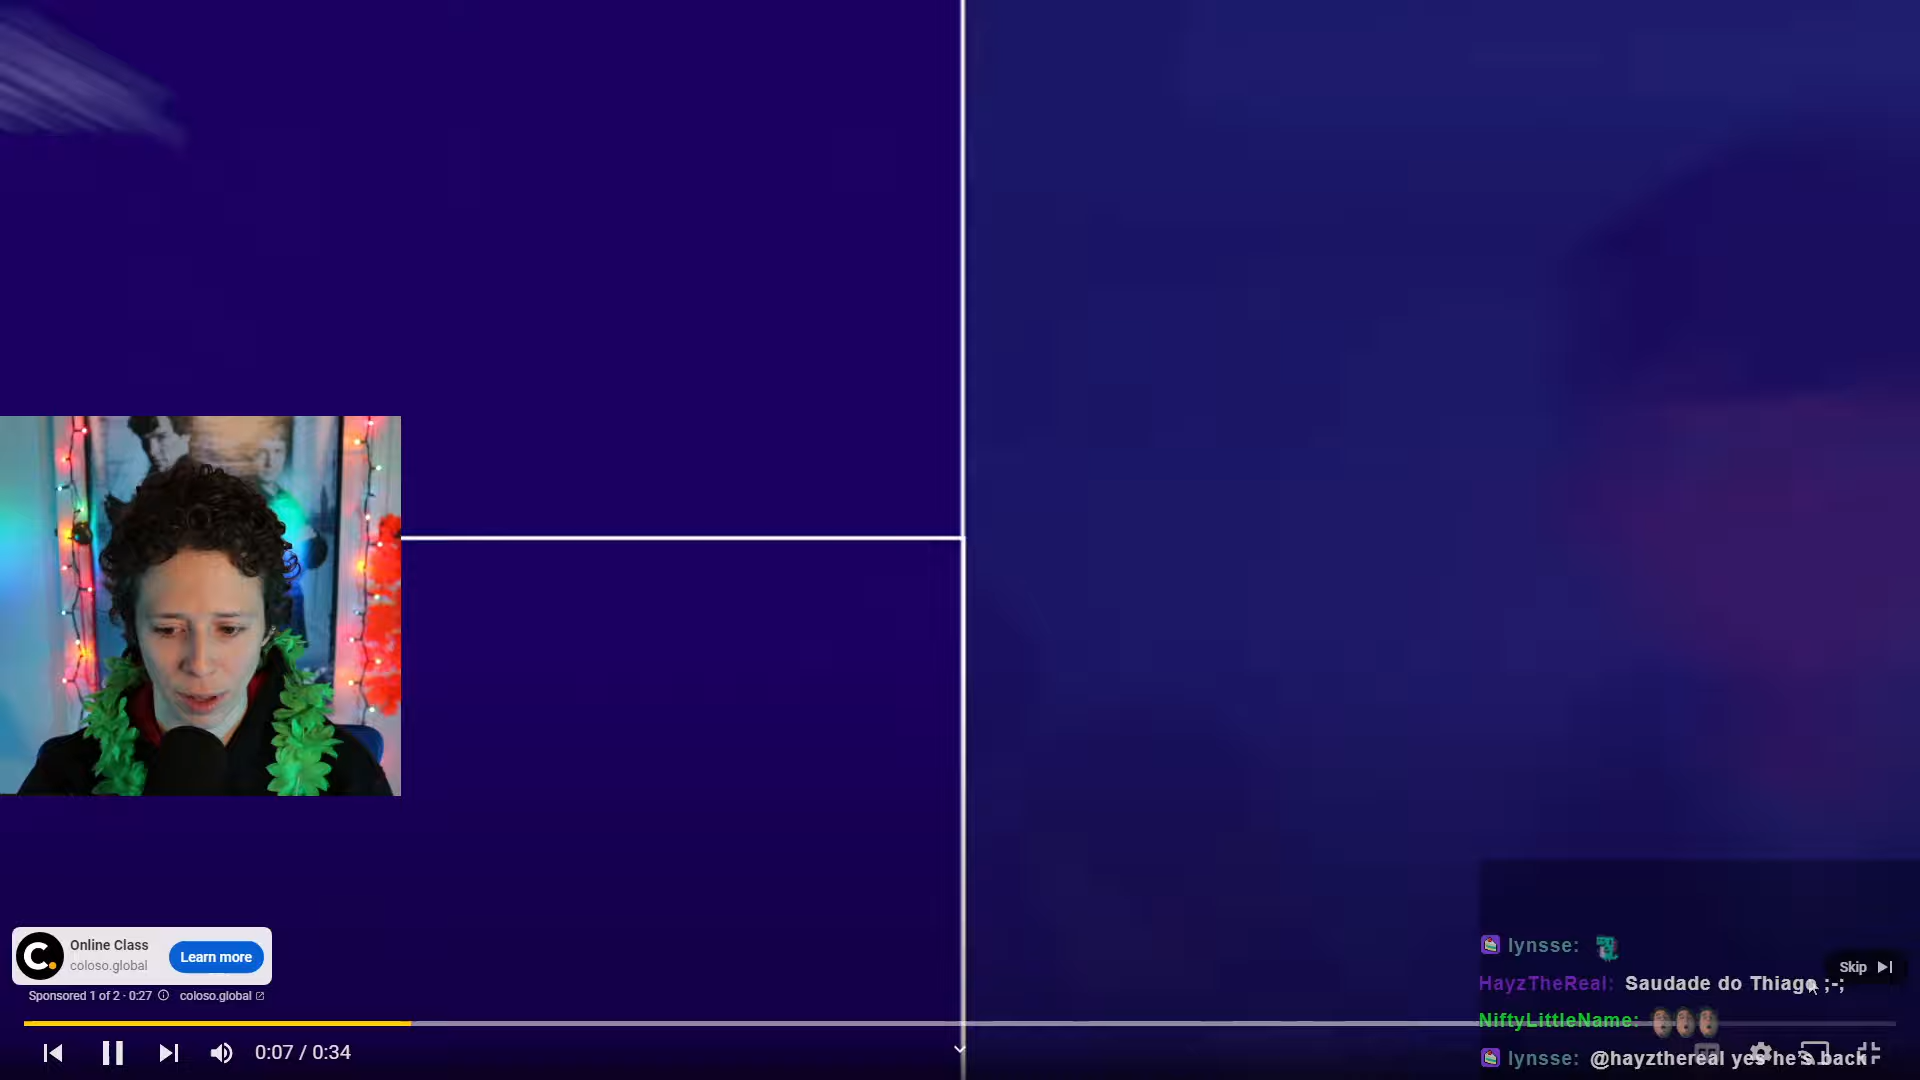 Online Class
coloso.global
Learn more
Sponsored 1 of 2 · 0:27
coloso.global
0:07 / 0:34
lynsse:
HayzTheReal: Saudade do Thiago ;-;
Skip
NiftyLittleName:
lynsse: @hayzthereal yes he's back